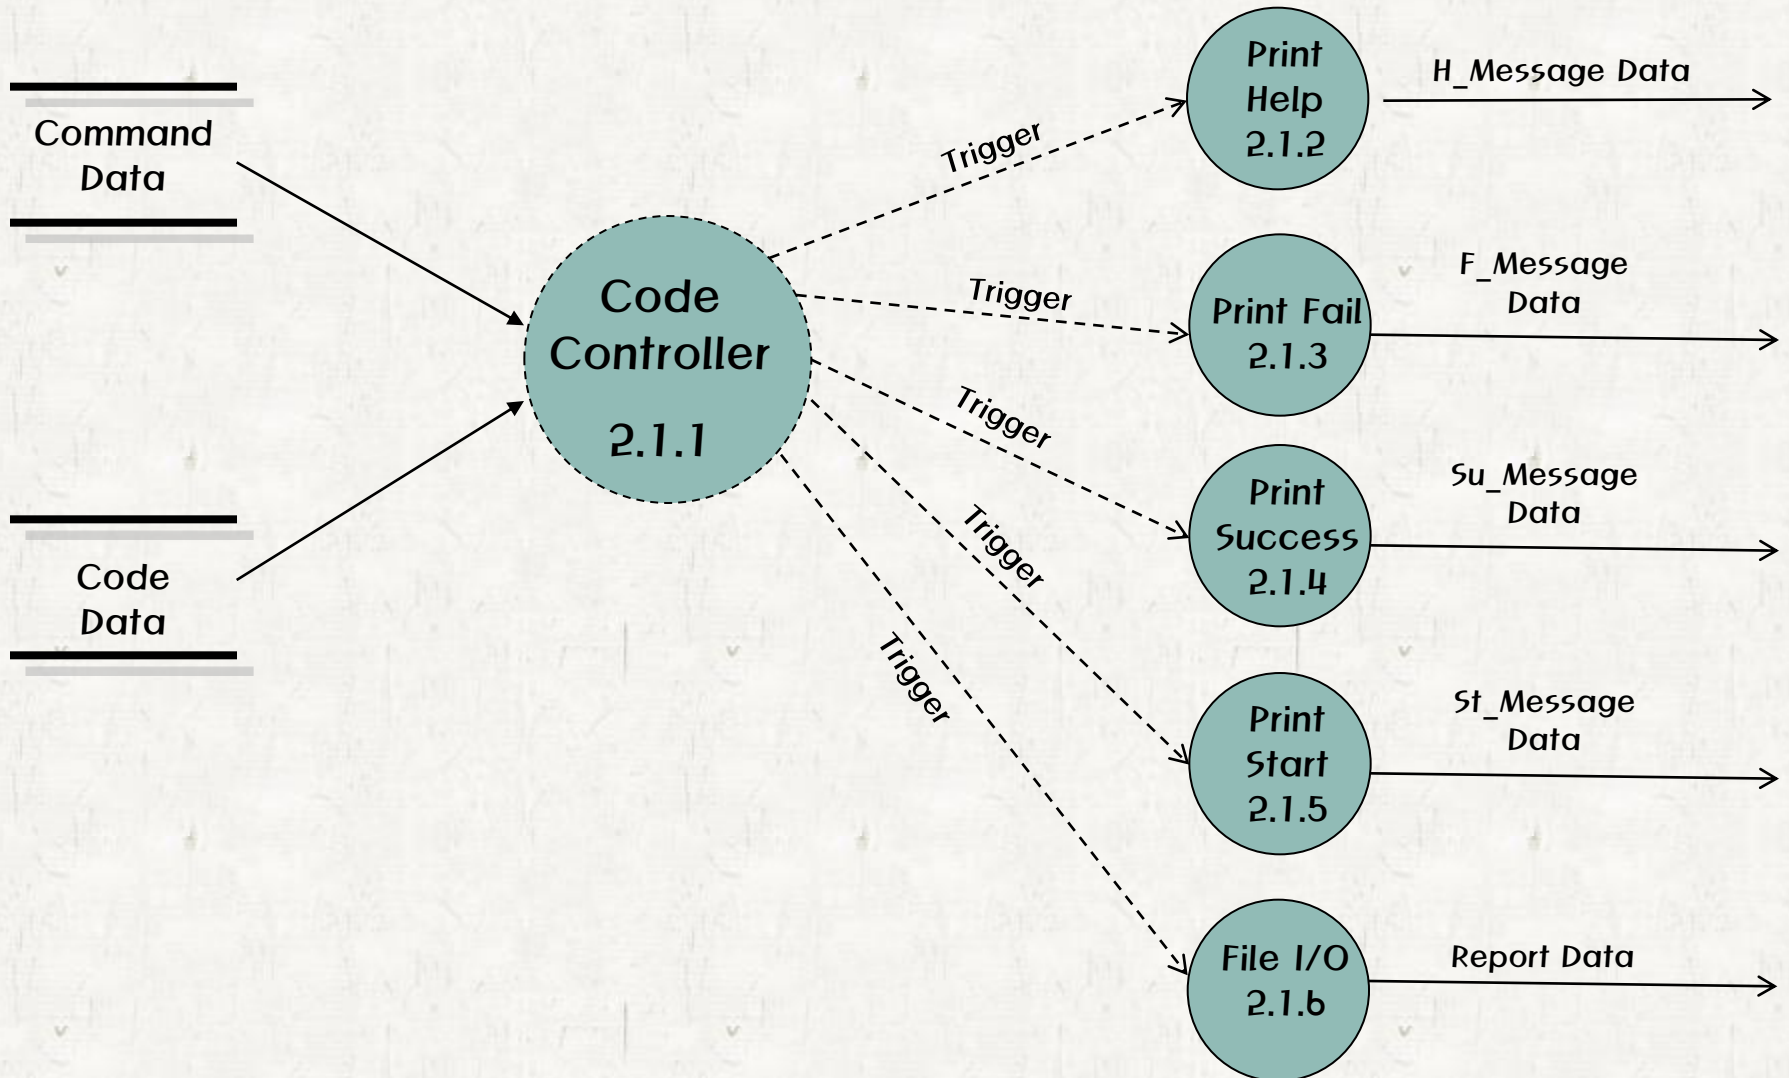 Command
Data
Code
Data
Code
Controller
2.1.1
Trigger
Trigger
Trigger
Trigger
Trigger
Print
Help
2.1.2
H_Message Data
Print Fail
2.1.3
F_Message
Data
Print
Success
2.1.4
Su_Message
Data
Print
Start
2.1.5
St_Message
Data
File I/O
2.1.6
Report Data